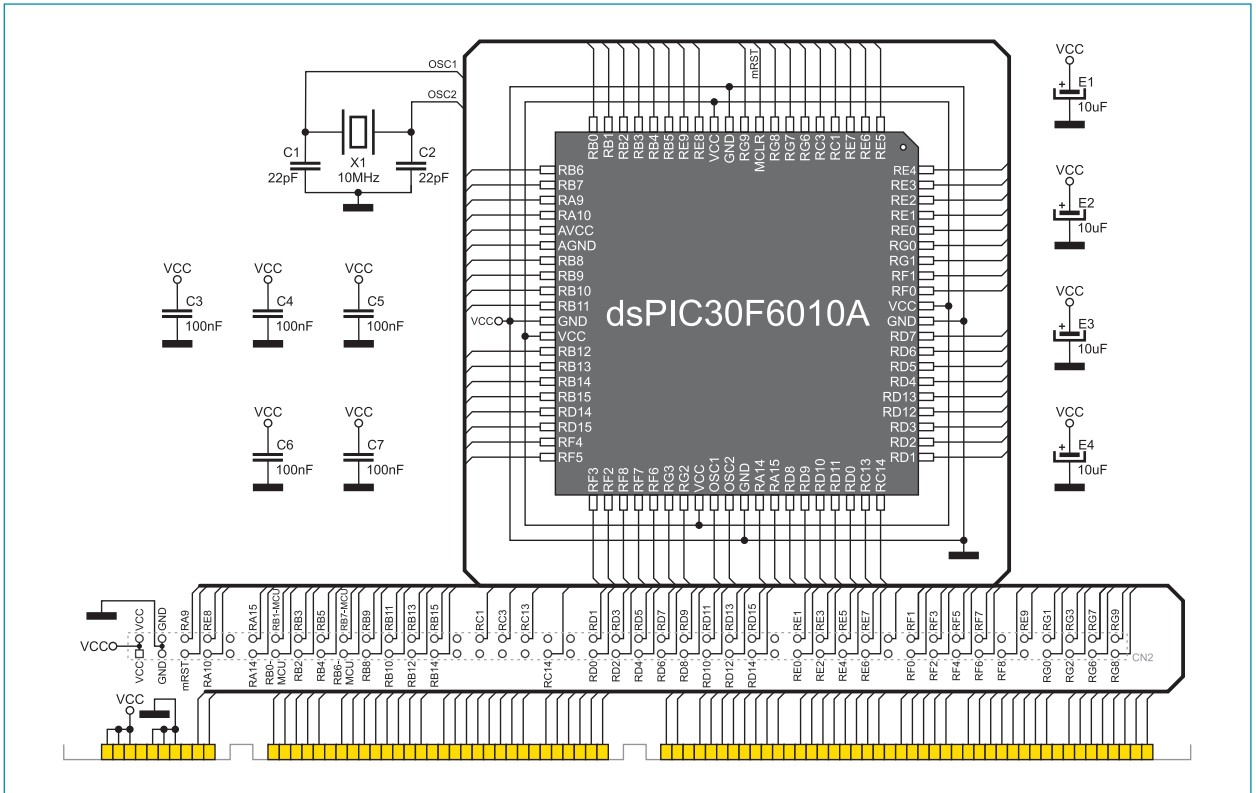 OSC1
OSC2
C1
22pF
X1
10MHz
C2
22pF
VCC
C3
100nF
VCC
C4
100nF
VCC
C5
100nF
VCC
C6
100nF
VCC
C7
100nF
mRST
RB0
RB1
RB2
RB3
RB4
RB5
RE9
RE8
VCC
GND
RG9
MCLR
RG8
RG7
RG6
RC3
RC1
RE7
RE6
RE5
RB6
RB7
RA9
RA10
AVCC
AGND
RB8
RB9
RB10
RB11
GND
VCC
RB12
RB13
RB14
RB15
RD14
RD15
RF4
RF5
VCC
dsPIC30F6010A
RE4
RE3
RE2
RE1
RE0
RG0
RG1
RF1
RF0
VCC
GND
RD7
RD6
RD5
RD4
RD13
RD12
RD3
RD2
RD1
RF3
RF2
RF8
RF7
RF6
RG3
RG2
VCC
OSC1
OSC2
GND
RA14
RA15
RD8
RD9
RD10
RD11
RD0
RC13
RC14
VCC
+
E1
10uF
VCC
+
E2
10uF
VCC
+
E3
10uF
VCC
+
E4
10uF
VCC
VCC
GND
RA9
RE8
RA15
RB1-MCU
RB3
RB5
RB7-MCU
RB9
RB11
RB13
RB15
RC1
RC3
RC13
RD1
RD3
RD5
RD7
RD9
RD11
RD13
RD15
RE1
RE3
RE5
RE7
RF1
RF3
RF5
RF7
RE9
RG1
RG3
RG7
RG9
VCC
GND
mRST
RA10
RA14
RB0-
MCU
RB2
RB4
RB6-
MCU
RB8
RB10
RB12
RB14
RC14
RD0
RD2
RD4
RD6
RD8
RD10
RD12
RD14
RE0
RE2
RE4
RE6
RF0
RF2
RF4
RF6
RF8
RG0
RG2
RG6
RG8
CN2
VCC